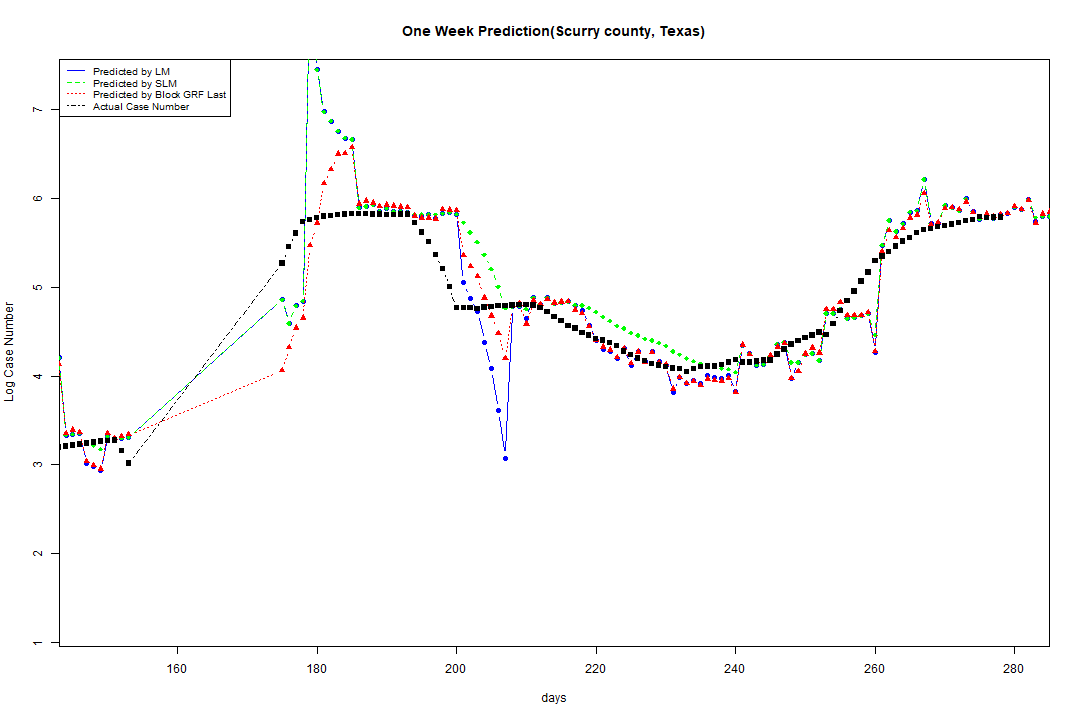 One Week Prediction(Scurry county, Texas)
Predicted by LM
Predicted by SLM
Predicted by Block GRF Last
Actual Case Number
7
6
5
4
3
2
1
Log Case Number
160 180 200 220 240 260 280
days